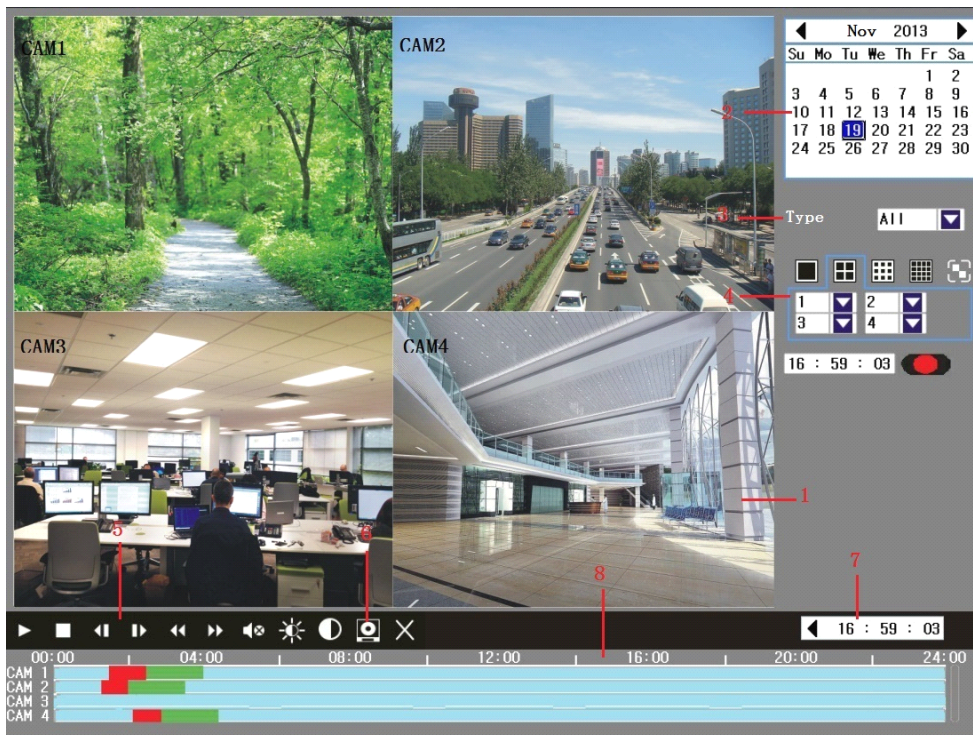 CAM1
CAM2
Nov 2013
Su Mo Tu We Th Fr Sa
1 2
3 4 5 6 7 8 9
2
10 11 12 13 14 15 16
17 18 19 20 21 22 23
24 25 26 27 28 29 30
3
Type
All
4
1 2
3 4
CAM3
CAM4
16 : 59 : 03
1
5
6
7
8
16 : 59 : 03
00:00 04:00 08:00 12:00 16:00 20:00 24:00
CAM 1
CAM 2
CAM 3
CAM 4